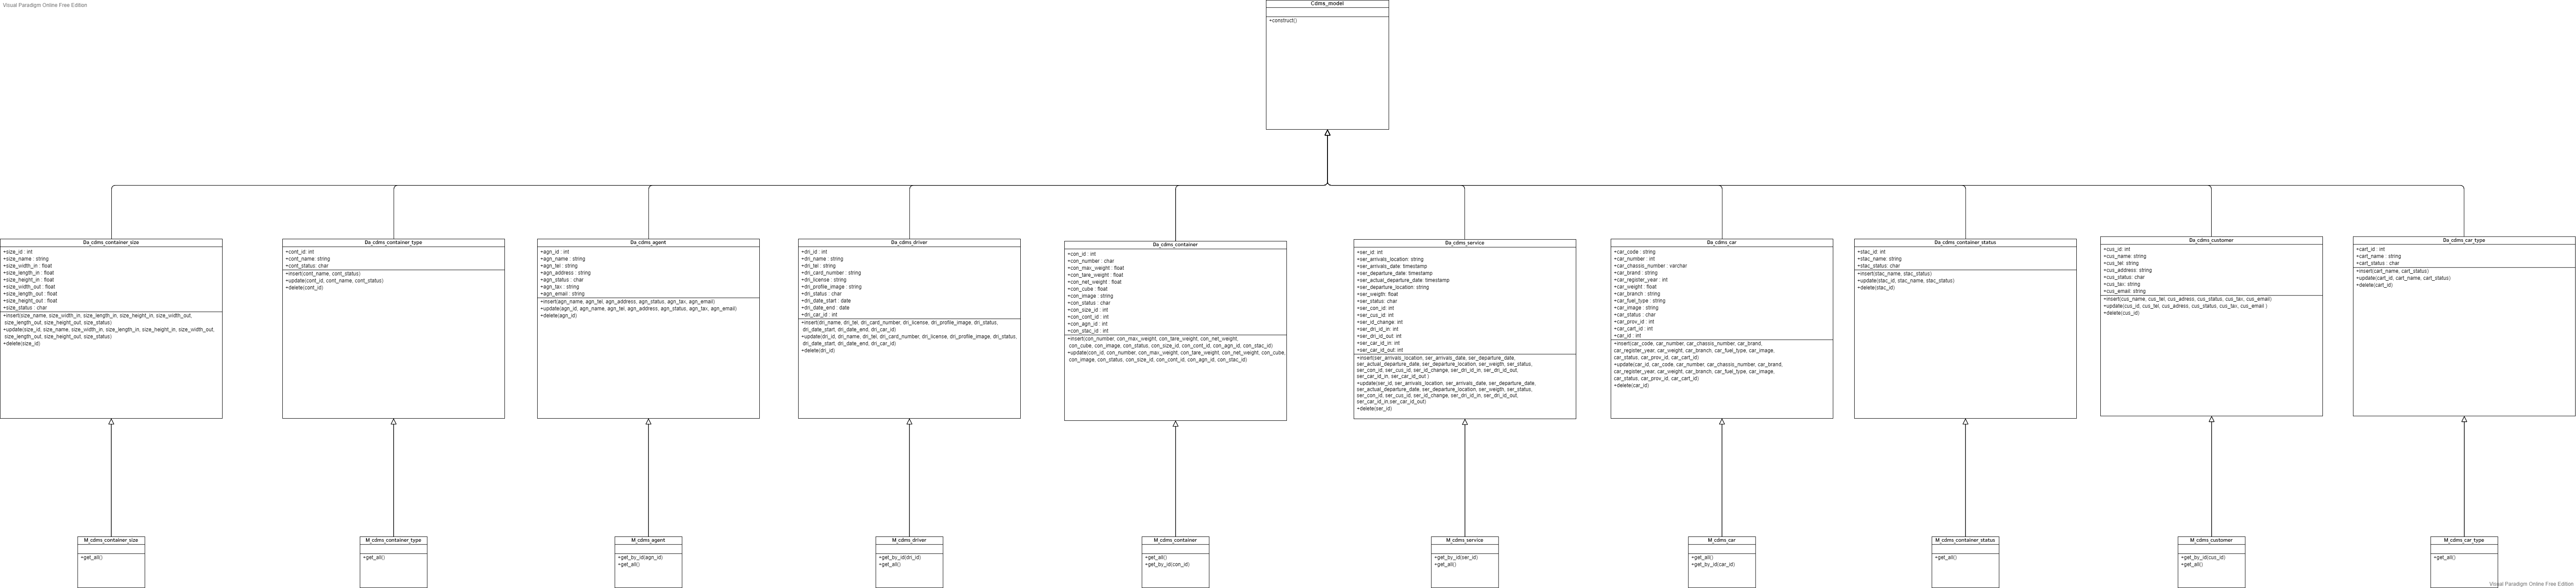 Visual Paradigm Online Free Edition
Cdms_model
+construct()
Da_cdms_container_size
+size_id : int
+size_name : string
+size_width_in : float
+size_length_in : float
+size_height_in : float
+size_width_out : float
+size_length_out : float
+size_height_out : float
+size_status : char
+insert(size_name, size_width_in, size_length_in, size_height_in, size_width_out,
size_length_out, size_height_out, size_status)
+update(size_id, size_name, size_width_in, size_length_in, size_height_in, size_width_out,
size_length_out, size_height_out, size_status)
+delete(size_id)
Da_cdms_container_type
+cont_id: int
+cont_name: string
+cont_status: char
+insert(cont_name, cont_status)
+update(cont_id, cont_name, cont_status)
+delete(cont_id)
Da_cdms_agent
+agn_id : int
+agn_name : string
+agn_tel : string
+agn_address : string
+agn_status : char
+agn_tax : string
+agn_email : string
+insert(agn_name, agn_tel, agn_address, agn_status, agn_tax, agn_email)
+update(agn_id, agn_name, agn_tel, agn_address, agn_status, agn_tax, agn_email)
+delete(agn_id)
Da_cdms_driver
+dri_id : int
+dri_name : string
+dri_tel : string
+dri_card_number : string
+dri_license : string
+dri_profile_image : string
+dri_status : char
+dri_date_start : date
+dri_date_end : date
+dri_car_id : int
+insert(dri_name, dri_tel, dri_card_number, dri_license, dri_profile_image, dri_status,
dri_date_start, dri_date_end, dri_car_id)
+update(dri_id, dri_name, dri_tel, dri_card_number, dri_license, dri_profile_image, dri_status,
dri_date_start, dri_date_end, dri_car_id)
+delete(dri_id)
Da_cdms_container
+con_id : int
+con_number : char
+con_max_weight : float
+con_tare_weight : float
+con_net_weight : float
+con_cube : float
+con_image : string
+con_status : char
+con_size_id : int
+con_cont_id : int
+con_agn_id : int
+con_stac_id : int
+insert(con_number, con_max_weight, con_tare_weight, con_net_weight,
con_cube, con_image, con_status, con_size_id, con_cont_id, con_agn_id, con_stac_id)
+update(con_id, con_number, con_max_weight, con_tare_weight, con_net_weight, con_cube,
con_image, con_status, con_size_id, con_cont_id, con_agn_id, con_stac_id)
Da_cdms_service
+ser_id: int
+ser_arrivals_location: string
+ser_arrivals_date: timestamp
+ser_departure_date: timestamp
+ser_actual_departure_date: timestamp
+ser_departure_location: string
+ser_weigth: float
+ser_status: char
+ser_con_id: int
+ser_cus_id: int
+ser_id_change: int
+ser_dri_id_in: int
+ser_dri_id_out: int
+ser_car_id_in: int
+ser_car_id_out: int
+insert(ser_arrivals_location, ser_arrivals_date, ser_departure_date,
ser_actual_departure_date, ser_departure_location, ser_weigth, ser_status,
ser_con_id, ser_cus_id, ser_id_change, ser_dri_id_in, ser_dri_id_out,
ser_car_id_in, ser_car_id_out )
+update(ser_id, ser_arrivals_location, ser_arrivals_date, ser_departure_date,
ser_actual_departure_date, ser_departure_location, ser_weigth, ser_status,
ser_con_id, ser_cus_id, ser_id_change, ser_dri_id_in, ser_dri_id_out,
ser_car_id_in,ser_car_id_out)
+delete(ser_id)
Da_cdms_car
+car_code : string
+car_number : int
+car_chassis_number : varchar
+car_brand : string
+car_register_year : int
+car_weight : float
+car_branch : string
+car_fuel_type : string
+car_image : string
+car_status : char
+car_prov_id : int
+car_cart_id : int
+car_id : int
+insert(car_code, car_number, car_chassis_number, car_brand,
car_register_year, car_weight, car_branch, car_fuel_type, car_image,
car_status, car_prov_id, car_cart_id)
+update(car_id, car_code, car_number, car_chassis_number, car_brand,
car_register_year, car_weight, car_branch, car_fuel_type, car_image,
car_status, car_prov_id, car_cart_id)
+delete(car_id)
Da_cdms_container_status
+stac_id: int
+stac_name: string
+stac_status: char
+insert(stac_name, stac_status)
+update(stac_id, stac_name, stac_status)
+delete(stac_id)
Da_cdms_customer
+cus_id: int
+cus_name: string
+cus_tel: string
+cus_address: string
+cus_status: char
+cus_tax: string
+cus_email: string
+insert(cus_name, cus_tel, cus_adress, cus_status, cus_tax, cus_email)
+update(cus_id, cus_tel, cus_adress, cus_status, cus_tax, cus_email )
+delete(cus_id)
Da_cdms_car_type
+cart_id : int
+cart_name : string
+cart_status : char
+insert(cart_name, cart_status)
+update(cart_id, cart_name, cart_status)
+delete(cart_id)
M_cdms_container_size
+get_all()
M_cdms_container_type
+get_all()
M_cdms_agent
+get_by_id(agn_id)
+get_all()
M_cdms_driver
+get_by_id(dri_id)
+get_all()
M_cdms_container
+get_all()
+get_by_id(con_id)
M_cdms_service
+get_by_id(ser_id)
+get_all()
M_cdms_car
+get_all()
+get_by_id(car_id)
M_cdms_container_status
+get_all()
M_cdms_customer
+get_by_id(cus_id)
+get_all()
M_cdms_car_type
+get_all()
Visual Paradigm Online Free Edition